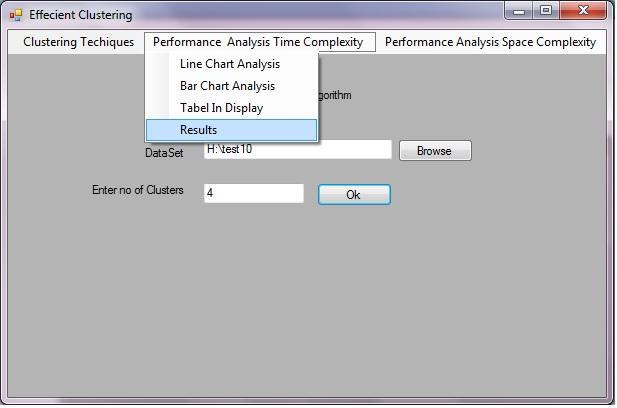 Effecient Clustering
Clustering Techiques Performance Analysis Time Complexity Performance Analysis Space Complexity
Line Chart Analysis
Bar Chart Analysis
Tabel In Display
Results
DataSet H:\test10 Browse
Enter no of Clusters 4 Ok